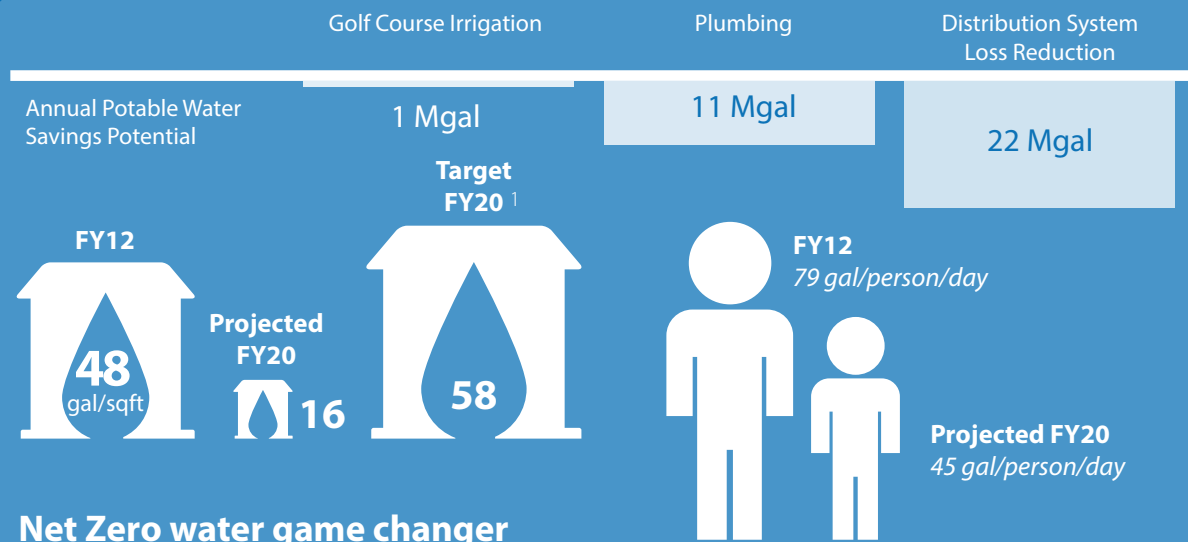 Golf Course Irrigation
Plumbing
Distribution System
Loss Reduction
Annual Potable Water
Savings Potential
1 Mgal
11 Mgal
22 Mgal
FY12
48
gal/sqft
Projected
FY20
16
Target
FY20 1
58
FY12
79 gal/person/day
Projected FY20
45 gal/person/day
Net Zero water game changer